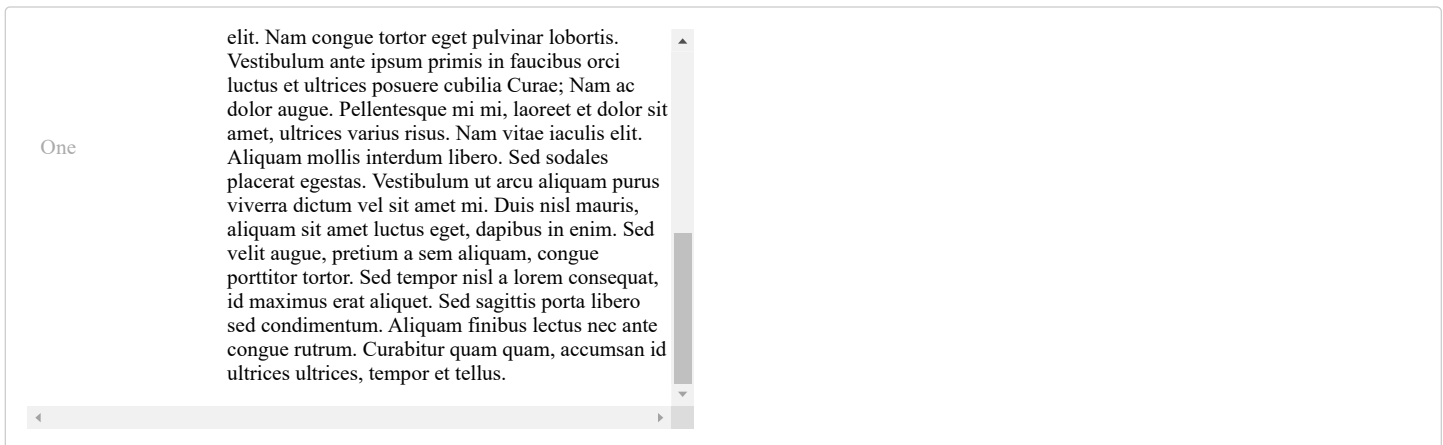 elit. Nam congue tortor eget pulvinar lobortis.
Vestibulum ante ipsum primis in faucibus orci
luctus et ultrices posuere cubilia Curae; Nam ac
dolor augue. Pellentesque mi mi, laoreet et dolor sit
amet, ultrices varius risus. Nam vitae iaculis elit.
One
Aliquam mollis interdum libero. Sed sodales
placerat egestas. Vestibulum ut arcu aliquam purus
viverra dictum vel sit amet mi. Duis nisl mauris,
aliquam sit amet luctus eget, dapibus in enim. Sed
velit augue, pretium a sem aliquam, congue
porttitor tortor. Sed tempor nisl a lorem consequat,
id maximus erat aliquet. Sed sagittis porta libero
sed condimentum. Aliquam finibus lectus nec ante
congue rutrum. Curabitur quam quam, accumsan id
ultrices ultrices, tempor et tellus.